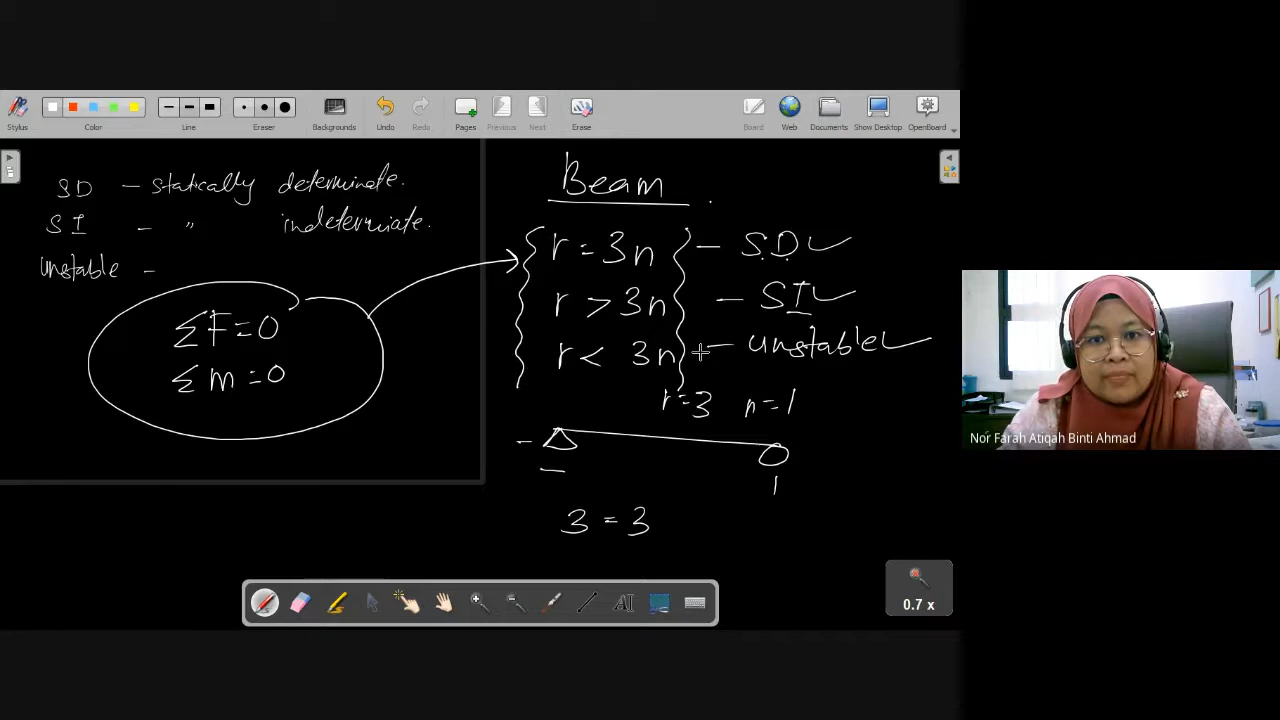 Stylus
Color
Line
Eraser
Backgrounds
Undo
Redo
Pages
Previous
Next
Erase
Board
Web
Documents
Show Desktop
OpenBoard
SD - statically determinate.
SI - " indetermiate.
Unstable -
ΣF=0
Σm=0
Beam
r = 3n - S.D.
r > 3n - SI
r < 3n - unstable
r=3 n=1
1
3 = 3
0.7 x
Nor Farah Atiqah Binti Ahmad